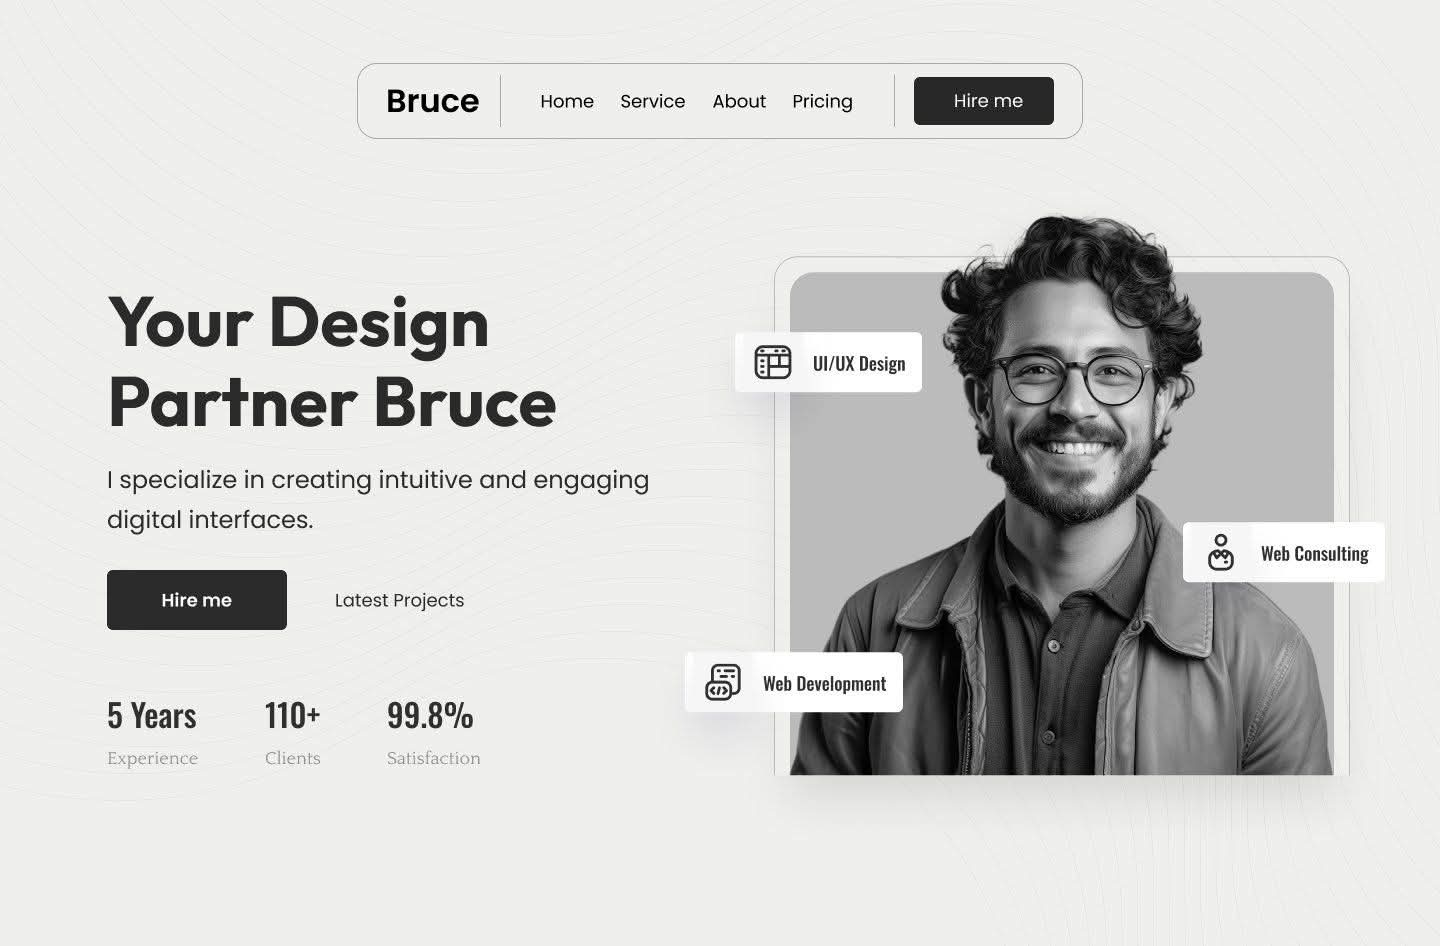 Bruce
Home
Service
About
Pricing
Hire me
Your Design
Partner Bruce
I specialize in creating intuitive and engaging
digital interfaces.
Hire me
Latest Projects
5 Years
Experience
110+
Clients
99.8%
Satisfaction
UI/UX Design
Web Consulting
Web Development